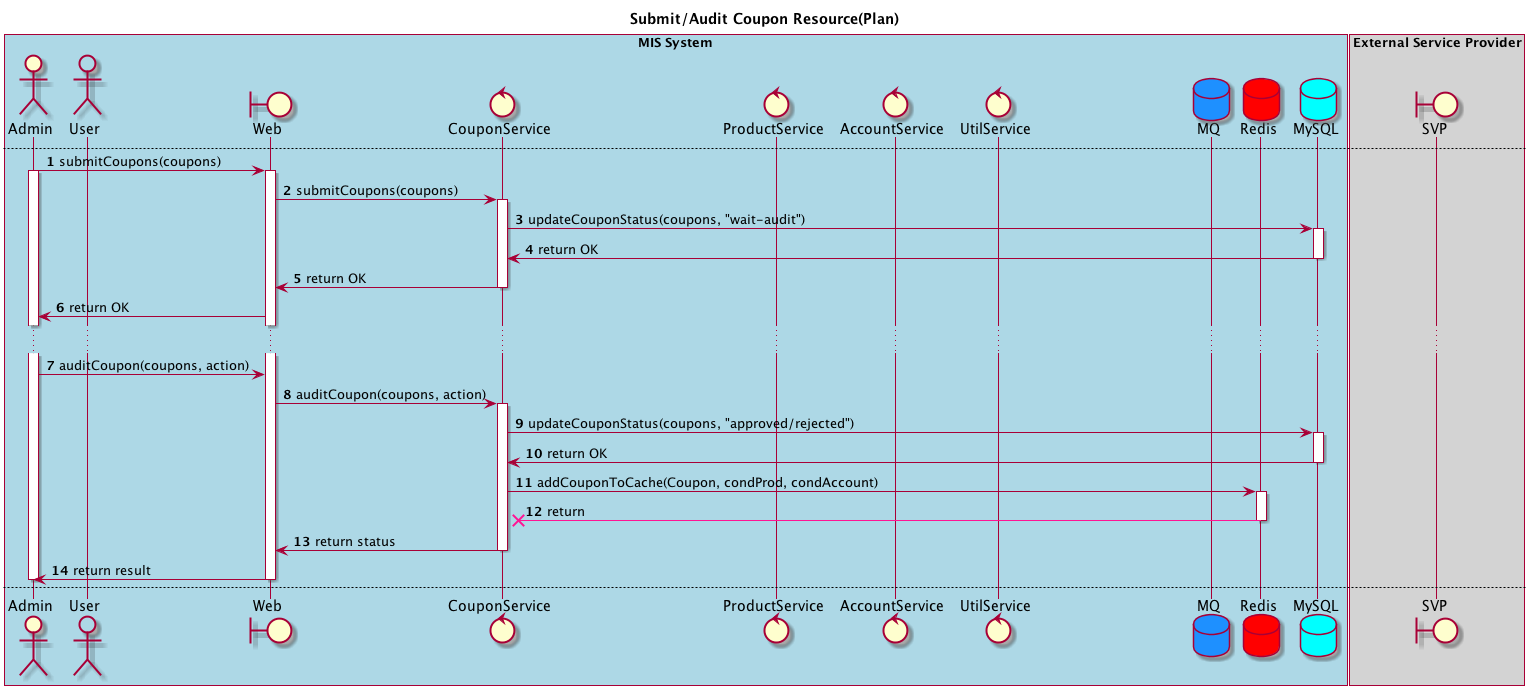 Submit/Audit Coupon Resource(Plan)
MIS System
External Service Provider
Admin
User
Web
CouponService
ProductService
AccountService
UtilService
MQ
Redis
MySQL
SVP
1 submitCoupons(coupons)
2 submitCoupons(coupons)
3 updateCouponStatus(coupons, "wait-audit")
4 return OK
5 return OK
6 return OK
7 auditCoupon(coupons, action)
8 auditCoupon(coupons, action)
9 updateCouponStatus(coupons, "approved/rejected")
10 return OK
11 addCouponToCache(Coupon, condProd, condAccount)
12 return
13 return status
14 return result
Admin
User
Web
CouponService
ProductService
AccountService
UtilService
MQ
Redis
MySQL
SVP